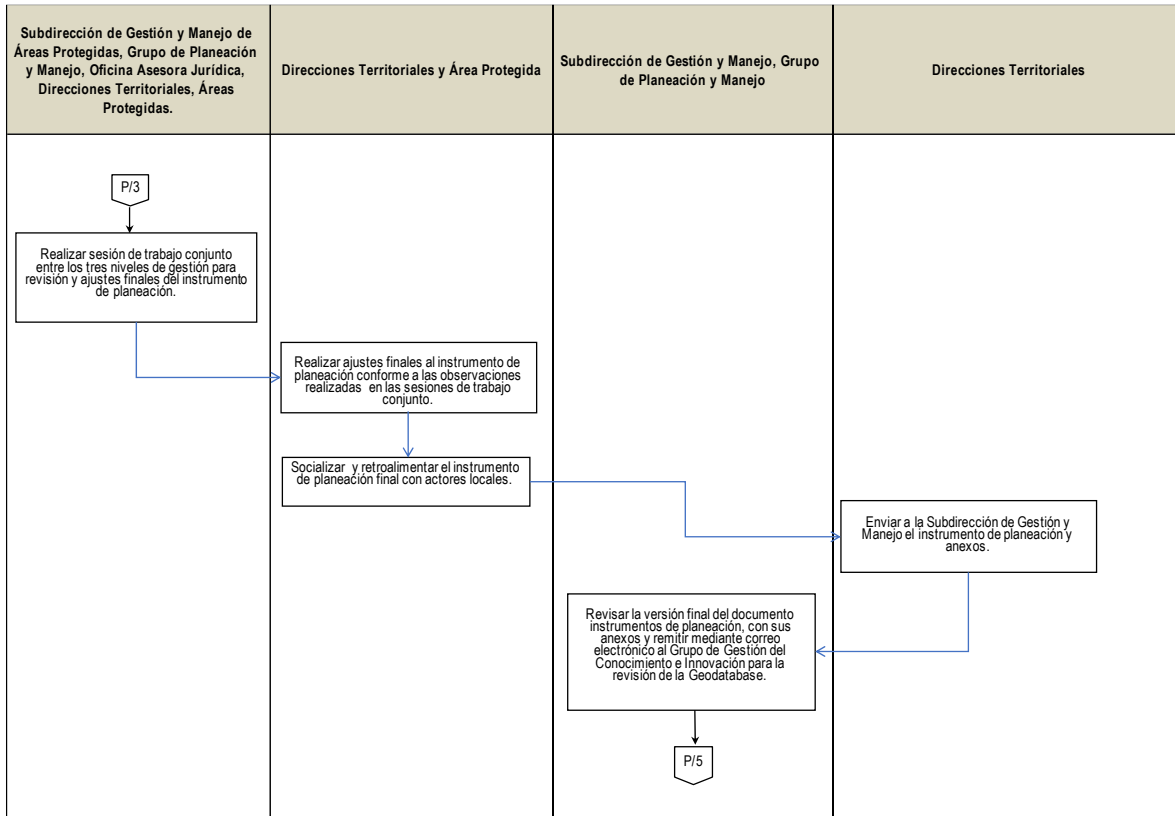 Subdirección de Gestión y Manejo de
Áreas Protegidas, Grupo de Planeación
y Manejo, Oficina Asesora Jurídica,
Direcciones Territoriales, Áreas
Protegidas.
Direcciones Territoriales y Área Protegida
Subdirección de Gestión y Manejo, Grupo
de Planeación y Manejo
Direcciones Territoriales
P/3
Realizar sesión de trabajo conjunto
entre los tres niveles de gestión para
revisión y ajustes finales del instrumento
de planeación.
Realizar ajustes finales al instrumento de
planeación conforme a las observaciones
realizadas en las sesiones de trabajo
conjunto.
Socializar y retroalimentar el instrumento
de planeación final con actores locales.
Enviar a la Subdirección de Gestión y
Manejo el instrumento de planeación y
anexos.
Revisar la versión final del documento
instrumentos de planeación, con sus
anexos y remitir mediante correo
electrónico al Grupo de Gestión del
Conocimiento e Innovación para la
revisión de la Geodatabase.
P/5